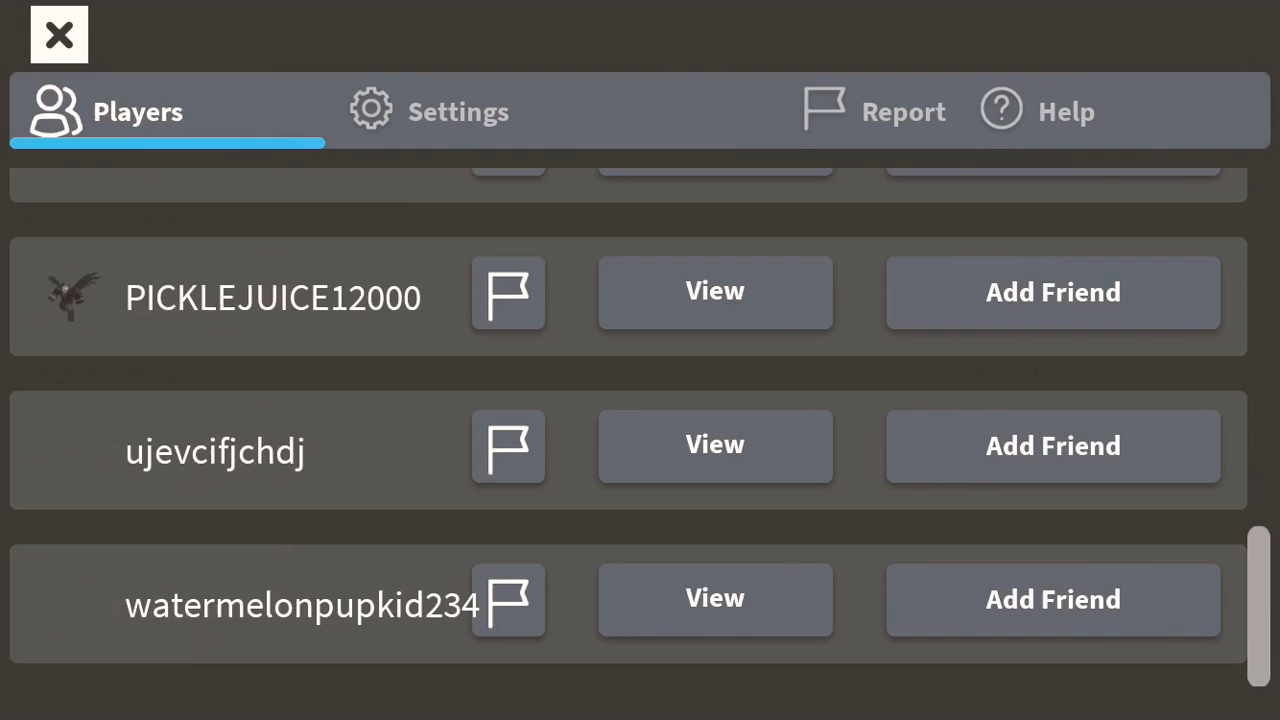 Players Settings Report Help
PICKLEJUICE12000 View Add Friend
ujevcifjchdj View Add Friend
watermelonpupkid234 View Add Friend